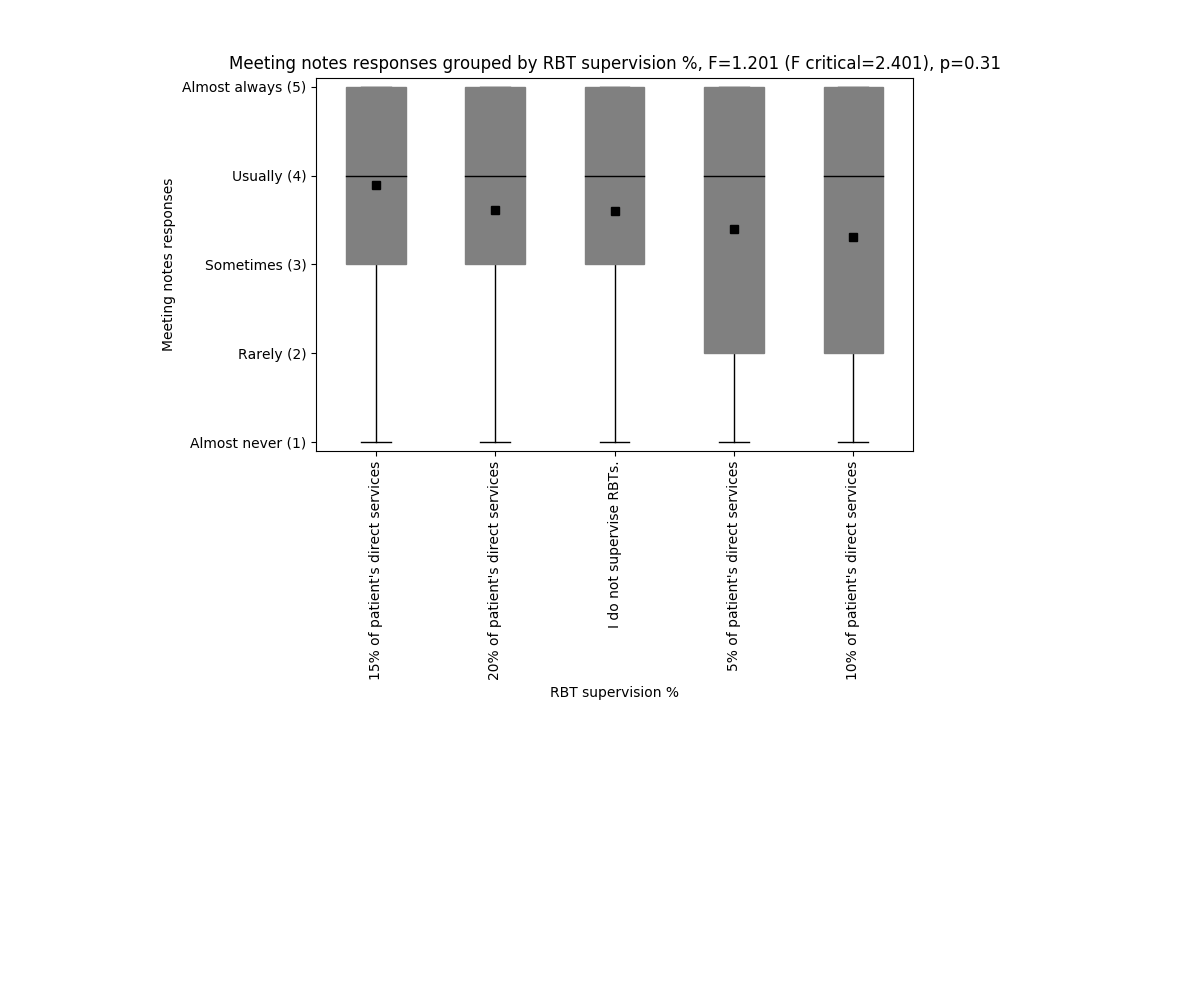 Meeting notes responses grouped by RBT supervision %, F=1.201 (F critical=2.401), p=0.31
Meeting notes responses
Almost always (5)
Usually (4)
Sometimes (3)
Rarely (2)
Almost never (1)
15% of patient's direct services
20% of patient's direct services
I do not supervise RBTs.
5% of patient's direct services
10% of patient's direct services
RBT supervision %